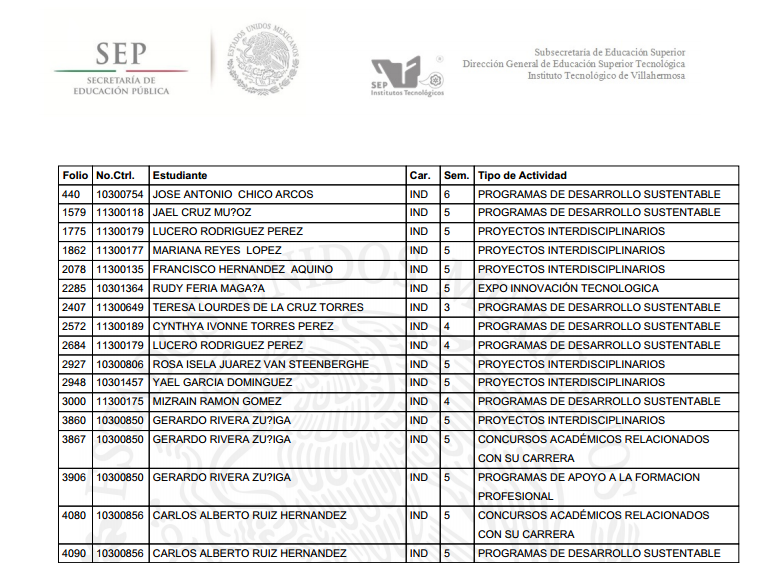 SEP
SECRETARÍA DE
EDUCACIÓN PÚBLICA
ESTADOS UNIDOS MEXICANOS
SEP
Institutos Tecnológicos
Subsecretaría de Educación Superior
Dirección General de Educación Superior Tecnológica
Instituto Tecnológico de Villahermosa
Folio No.Ctrl. Estudiante Car. Sem. Tipo de Actividad
440 10300754 JOSE ANTONIO CHICO ARCOS IND 6 PROGRAMAS DE DESARROLLO SUSTENTABLE
1579 11300118 JAEL CRUZ MU?OZ IND 5 PROGRAMAS DE DESARROLLO SUSTENTABLE
1775 11300179 LUCERO RODRIGUEZ PEREZ IND 5 PROYECTOS INTERDISCIPLINARIOS
1862 11300177 MARIANA REYES LOPEZ IND 5 PROYECTOS INTERDISCIPLINARIOS
2078 11300135 FRANCISCO HERNANDEZ AQUINO IND 5 PROYECTOS INTERDISCIPLINARIOS
2285 10301364 RUDY FERIA MAGA?A IND 5 EXPO INNOVACIÓN TECNOLOGICA
2407 11300649 TERESA LOURDES DE LA CRUZ TORRES IND 3 PROGRAMAS DE DESARROLLO SUSTENTABLE
2572 11300189 CYNTHYA IVONNE TORRES PEREZ IND 4 PROGRAMAS DE DESARROLLO SUSTENTABLE
2684 11300179 LUCERO RODRIGUEZ PEREZ IND 4 PROGRAMAS DE DESARROLLO SUSTENTABLE
2927 10300806 ROSA ISELA JUAREZ VAN STEENBERGHE IND 5 PROYECTOS INTERDISCIPLINARIOS
2948 10301457 YAEL GARCIA DOMINGUEZ IND 5 PROYECTOS INTERDISCIPLINARIOS
3000 11300175 MIZRAIN RAMON GOMEZ IND 4 PROGRAMAS DE DESARROLLO SUSTENTABLE
3860 10300850 GERARDO RIVERA ZU?IGA IND 5 PROYECTOS INTERDISCIPLINARIOS
3867 10300850 GERARDO RIVERA ZU?IGA IND 5 CONCURSOS ACADÉMICOS RELACIONADOS
CON SU CARRERA
3906 10300850 GERARDO RIVERA ZU?IGA IND 5 PROGRAMAS DE APOYO A LA FORMACION
PROFESIONAL
4080 10300856 CARLOS ALBERTO RUIZ HERNANDEZ IND 5 CONCURSOS ACADÉMICOS RELACIONADOS
CON SU CARRERA
4090 10300856 CARLOS ALBERTO RUIZ HERNANDEZ IND 5 PROGRAMAS DE DESARROLLO SUSTENTABLE